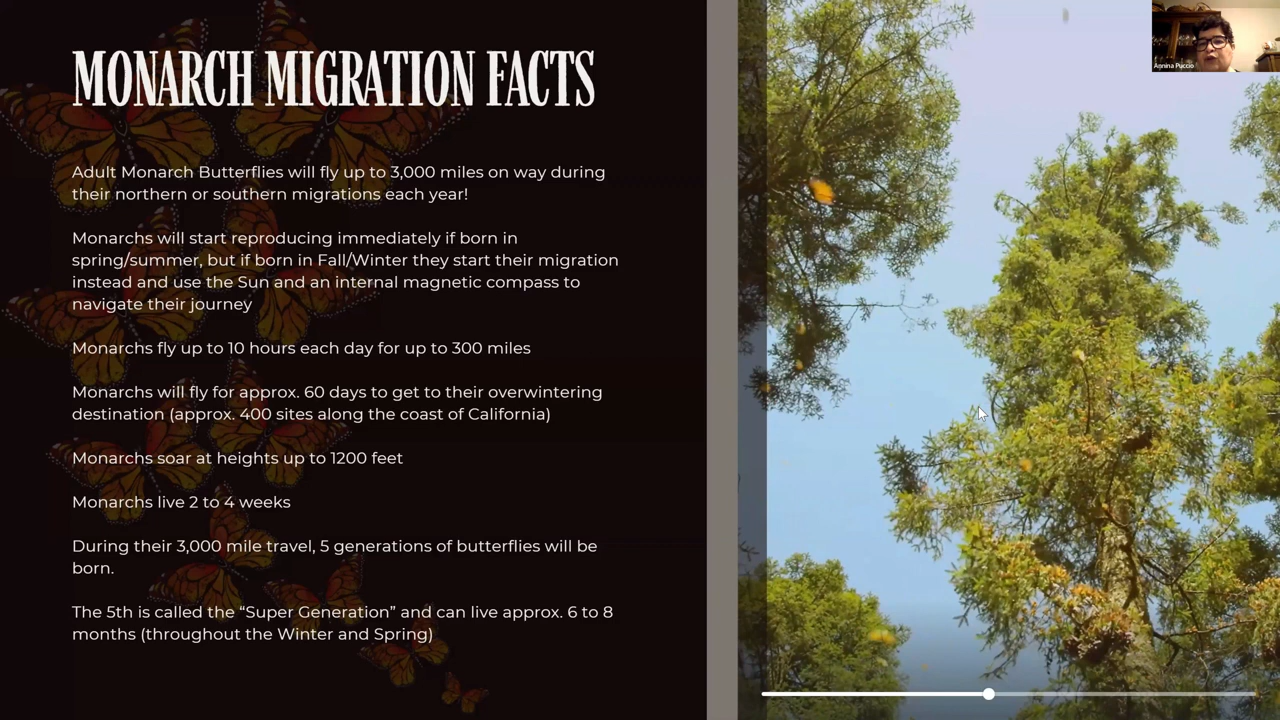 MONARCH MIGRATION FACTS
Adult Monarch Butterflies will fly up to 3,000 miles on way during
their northern or southern migrations each year!
Monarchs will start reproducing immediately if born in
spring/summer, but if born in Fall/Winter they start their migration
instead and use the Sun and an internal magnetic compass to
navigate their journey
Monarchs fly up to 10 hours each day for up to 300 miles
Monarchs will fly for approx. 60 days to get to their overwintering
destination (approx. 400 sites along the coast of California)
Monarchs soar at heights up to 1200 feet
Monarchs live 2 to 4 weeks
During their 3,000 mile travel, 5 generations of butterflies will be
born.
The 5th is called the “Super Generation” and can live approx. 6 to 8
months (throughout the Winter and Spring)
Annina Puccio